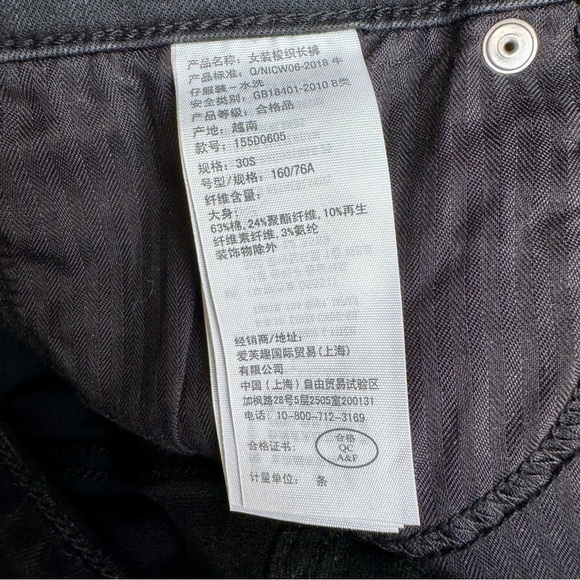 产品名称：女装梭织长裤
产品标准：Q/NICW06-2018 牛
仔服装－水洗
安全类别：GB18401-2010 B类
产品等级：合格品
产地：越南
款号：155D0605
规格：30S
号型/规格：160/76A
纤维含量：
大身：
63%棉,24%聚酯纤维,10%再生
纤维素纤维,3%氨纶
装饰物除外
经销商/地址：
爱芙趣国际贸易(上海)
有限公司
中国（上海）自由贸易试验区
加枫路28号5层2505室200131
电话：10-800-712-3169
合格证书：
合格
QC
A&F
计量单位：条